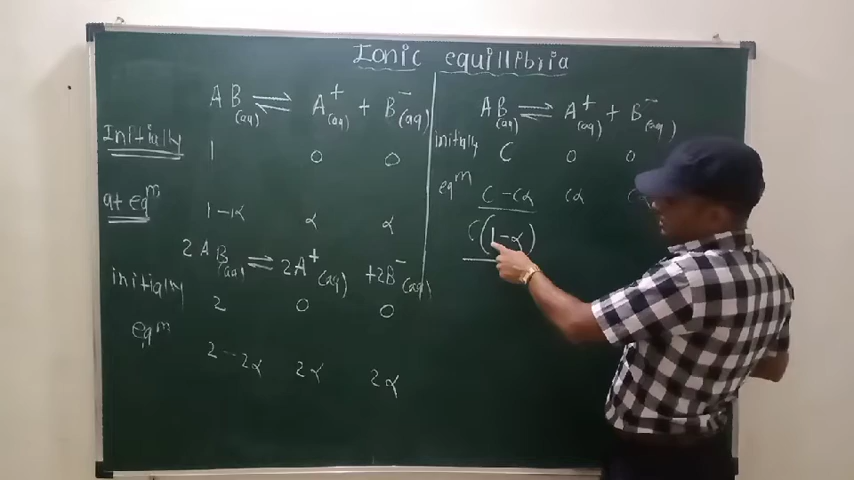 Ionic equillibria
AB(aq) ⇌ A⁺(aq) + B⁻(aq)
Initially 1 0 0
at eqᵐ 1-α α α
2AB(aq) ⇌ 2A⁺(aq) + 2B⁻(aq)
initially 2 0 0
eqᵐ 2-2α 2α 2α
AB(aq) ⇌ A⁺(aq) + B⁻(aq)
initially C 0 0
eqᵐ C-Cα Cα
C(1-α)